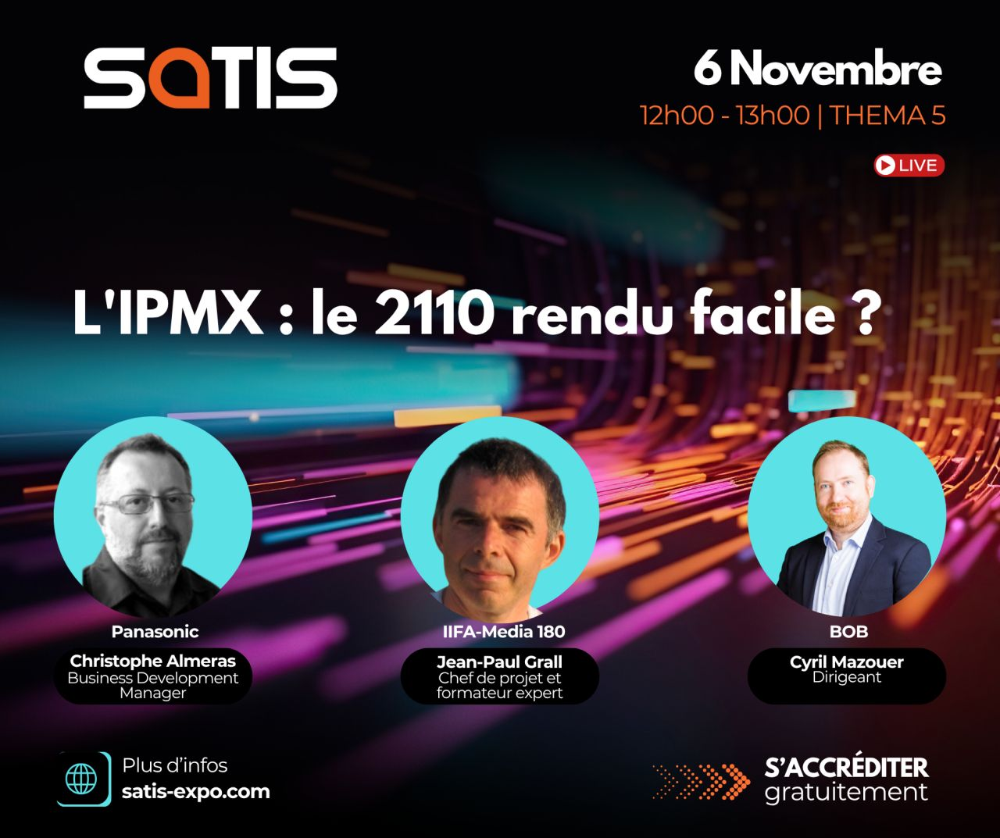 SATIS
6 Novembre
12h00 - 13h00 | THEMA 5
LIVE
L'IPMX : le 2110 rendu facile ?
Panasonic
Christophe Almeras
Business Development
Manager
IIFA-Media 180
Jean-Paul Grall
Chef de projet et
formateur expert
BOB
Cyril Mazouer
Dirigeant
Plus d’infos
satis-expo.com
S’ACCRÉDITER
gratuitement